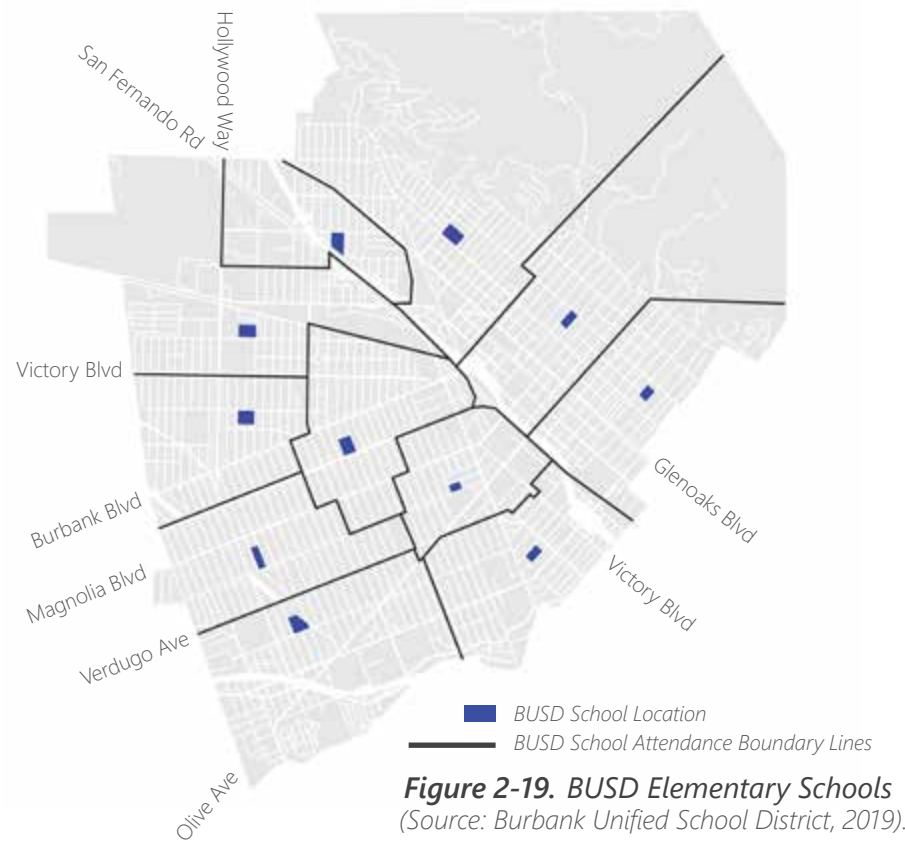 Hollywood Way
San Fernando Rd
Victory Blvd
Burbank Blvd
Magnolia Blvd
Verdugo Ave
Olive Ave
Glenoaks Blvd
Victory Blvd
BUSD School Location
BUSD School Attendance Boundary Lines
Figure 2-19. BUSD Elementary Schools
(Source: Burbank Unified School District, 2019).